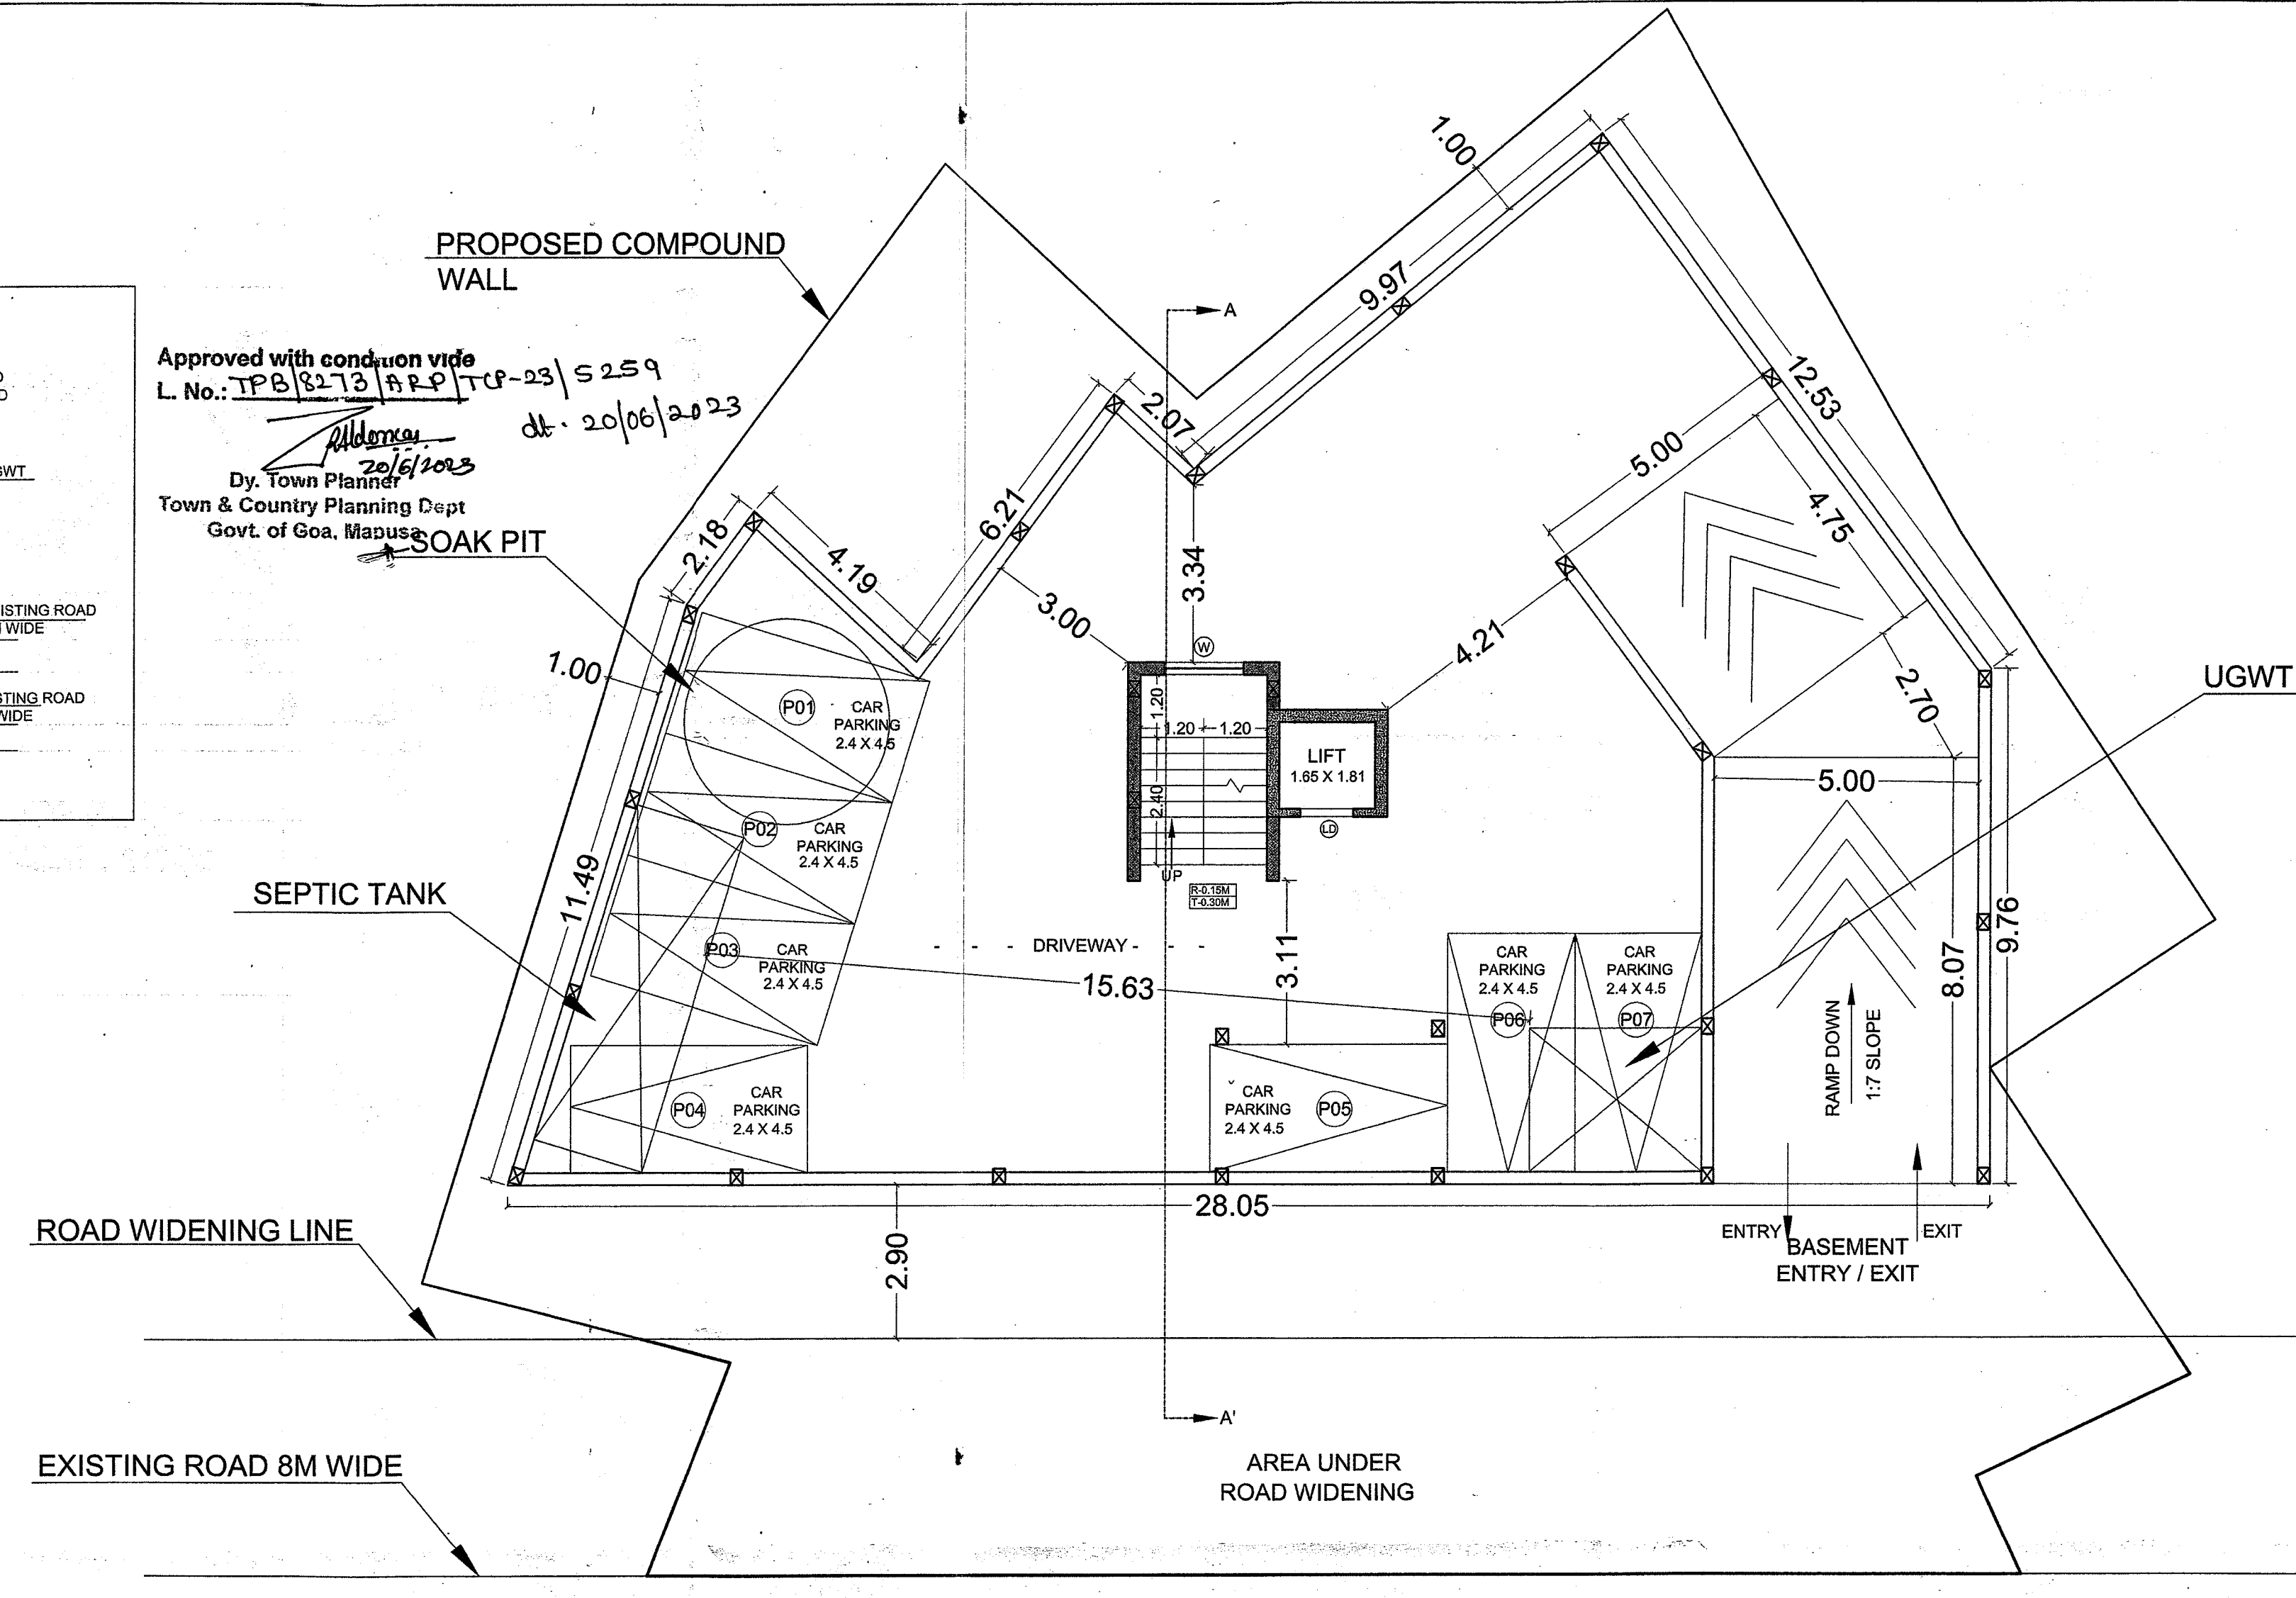 PROPOSED COMPOUND
WALL
Approved with condition vide
L. No.: TPB/8273/ARP/TCP-23/5259
dt. 20/06/2023
20/6/2023
Dy. Town Planner
Town & Country Planning Dept
Govt. of Goa, Mapusa
SOAK PIT
ISTING ROAD
WIDE
STING ROAD
WIDE
SEPTIC TANK
ROAD WIDENING LINE
EXISTING ROAD 8M WIDE
UGWT
A
A'
1.00
9.97
12.53
2.07
6.21
2.18
4.19
3.00
3.34
5.00
4.75
4.21
2.70
1.00
11.49
W
1.20
1.20
1.20
2.40
UP
R-0.15M
T-0.30M
LIFT
1.65 X 1.81
LD
P01
CAR
PARKING
2.4 X 4.5
P02
CAR
PARKING
2.4 X 4.5
P03
CAR
PARKING
2.4 X 4.5
P04
CAR
PARKING
2.4 X 4.5
DRIVEWAY
15.63
3.11
CAR
PARKING
2.4 X 4.5
P05
CAR
PARKING
2.4 X 4.5
P06
CAR
PARKING
2.4 X 4.5
P07
5.00
8.07
9.76
RAMP DOWN
1:7 SLOPE
28.05
2.90
ENTRY
EXIT
BASEMENT
ENTRY / EXIT
AREA UNDER
ROAD WIDENING